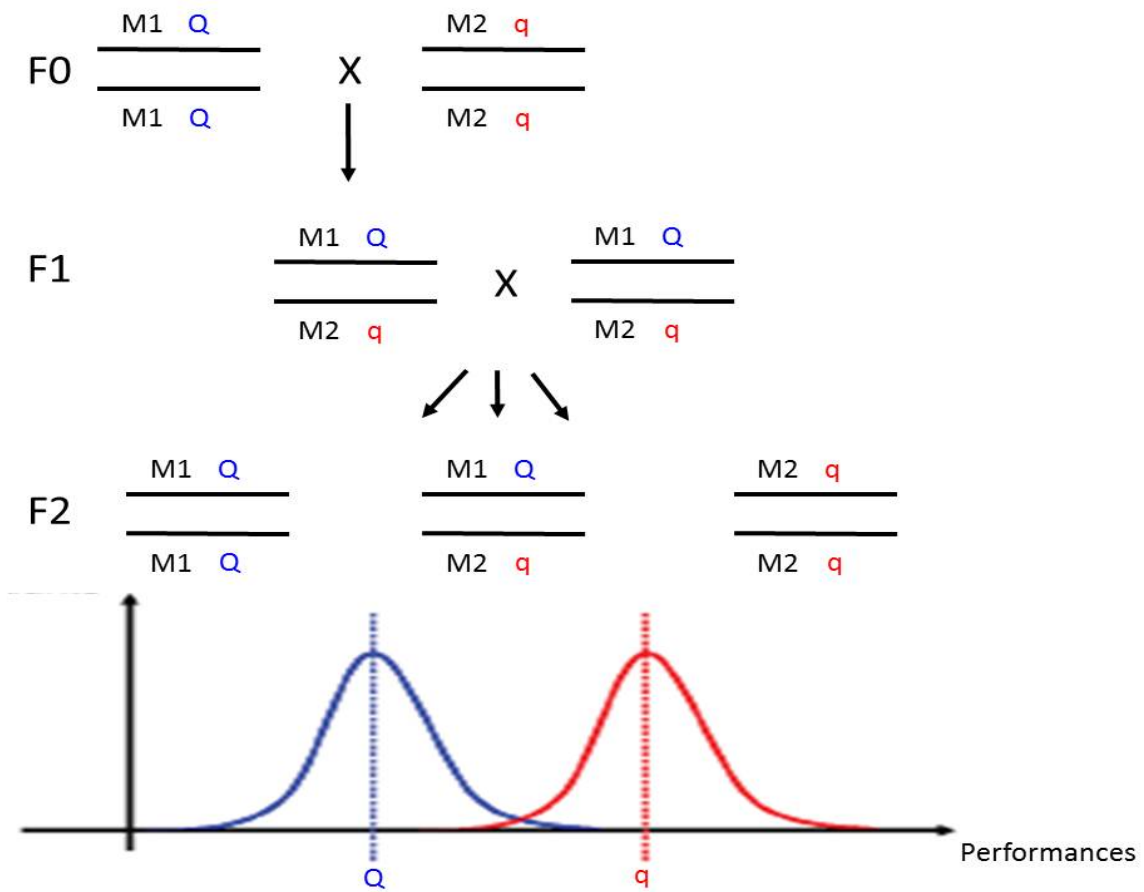 M1 Q M2 q
F0 X
M1 Q M2 q
M1 Q M1 Q
F1 X
M2 q M2 q
M1 Q M1 Q M2 q
F2
M1 Q M2 q M2 q
Performances
Q q